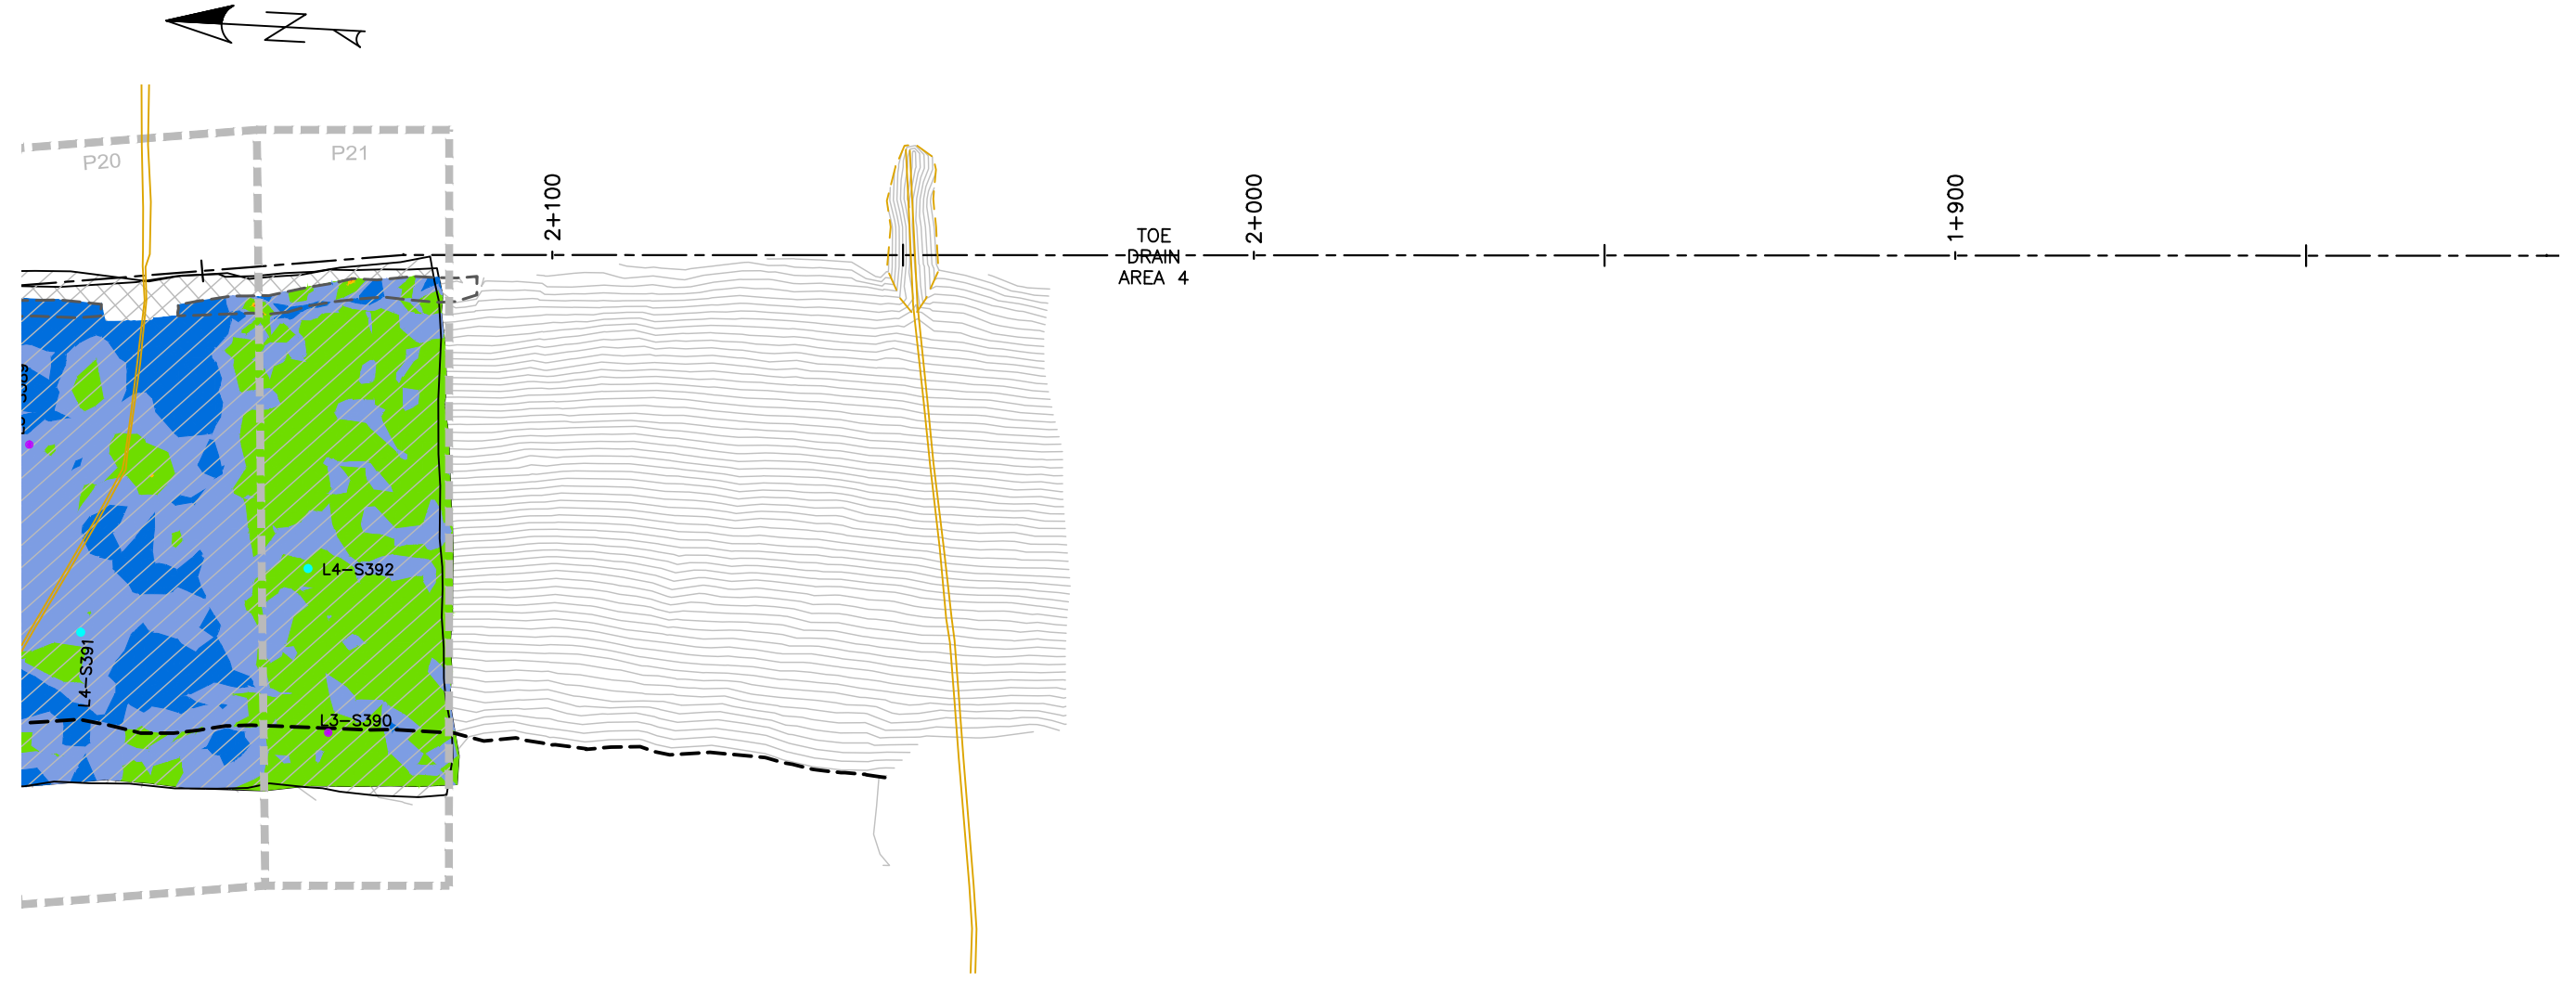 N
P20
P21
2+100
2+000
1+900
TOE
DRAIN
AREA 4
L4-S392
L4-S391
L3-S390